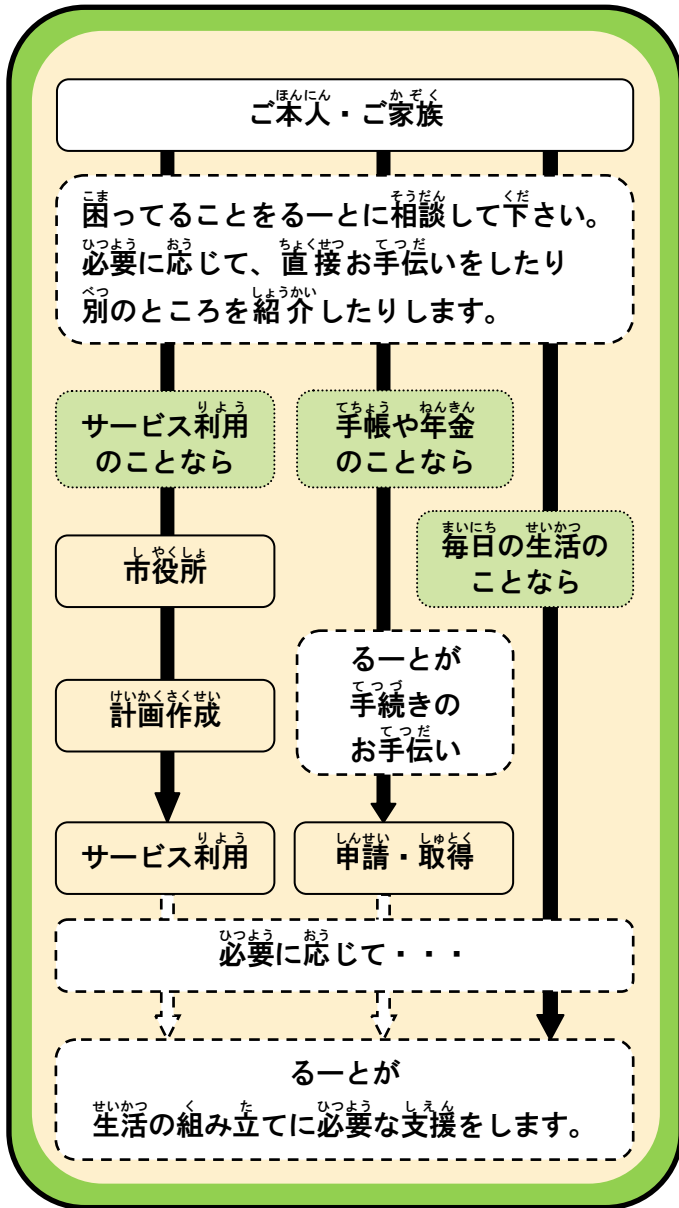 ご本人・ご家族
困ってることをるーとに相談して下さい。
必要に応じて、直接お手伝いをしたり
別のところを紹介したりします。
サービス利用
のことなら
手帳や年金
のことなら
毎日の生活の
ことなら
市役所
るーとが
手続きの
お手伝い
計画作成
サービス利用
申請・取得
必要に応じて・・・
るーとが
生活の組み立てに必要な支援をします。